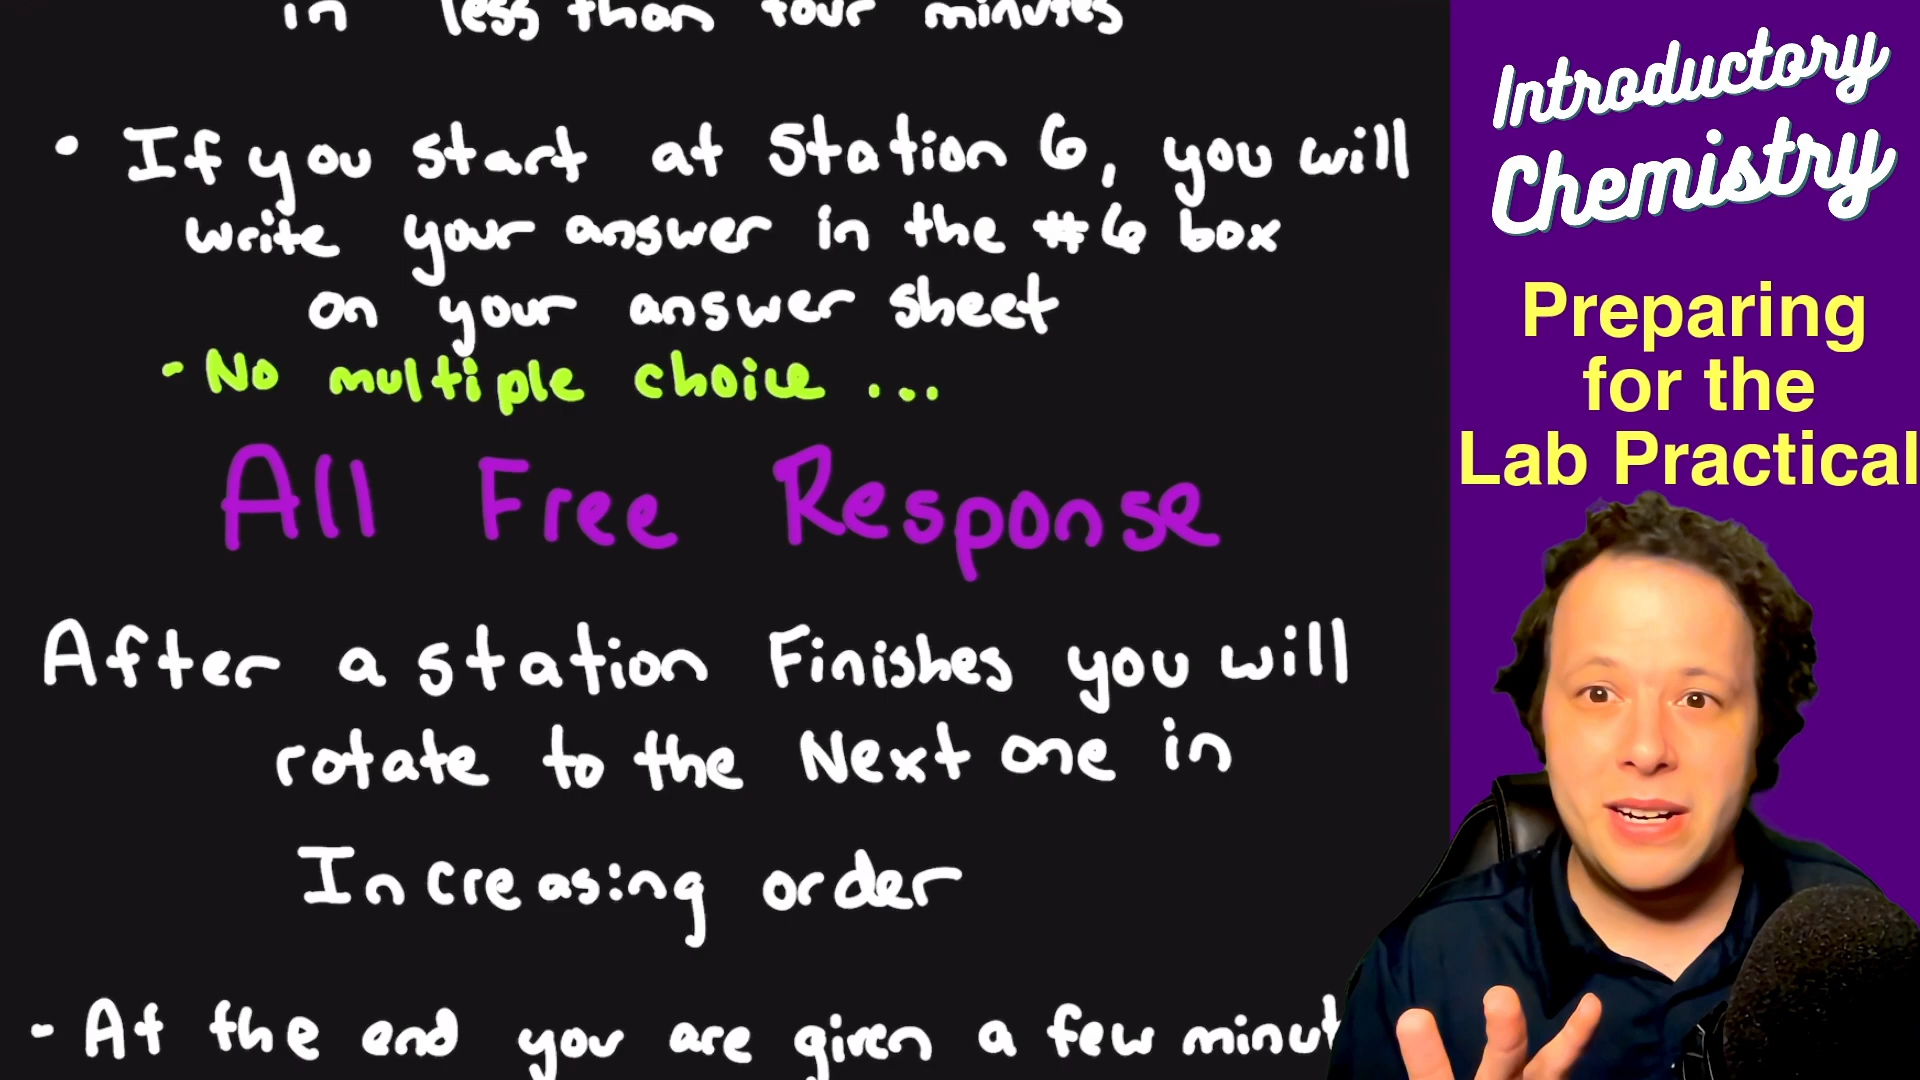 in less than four minutes
• If you start at Station 6, you will
write your answer in the #6 box
on your answer sheet
- No multiple choice ...
All Free Response
After a station Finishes you will
rotate to the Next one in
Increasing order
- At the end you are given a few minut
Introductory
Chemistry
Preparing
for the
Lab Practical